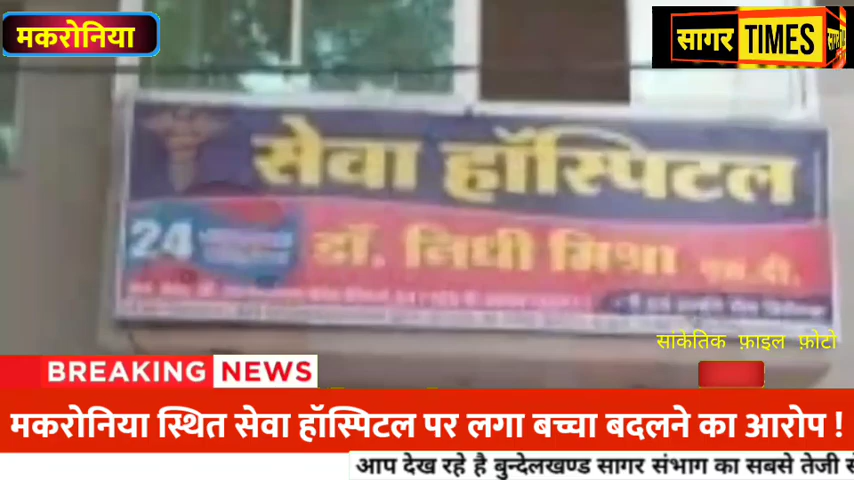 मकरोनिया
सागर TIMES
सेवा हॉस्पिटल
24
डॉ. निधी मिश्रा एम.डी.
सांकेतिक फ़ाइल फ़ोटो
BREAKING NEWS
मकरोनिया स्थित सेवा हॉस्पिटल पर लगा बच्चा बदलने का आरोप !
आप देख रहे है बुन्देलखण्ड सागर संभाग का सबसे तेजी से